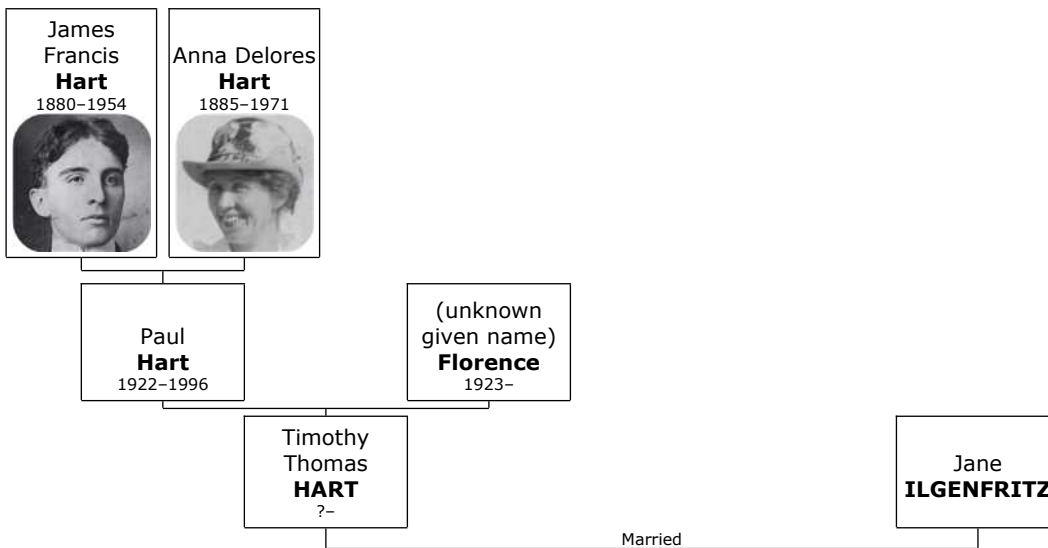 James
Francis
Hart
1880–1954
Anna Delores
Hart
1885–1971
Paul
Hart
1922–1996
(unknown
given name)
Florence
1923–
Timothy
Thomas
HART
?–
Jane
ILGENFRITZ
Married